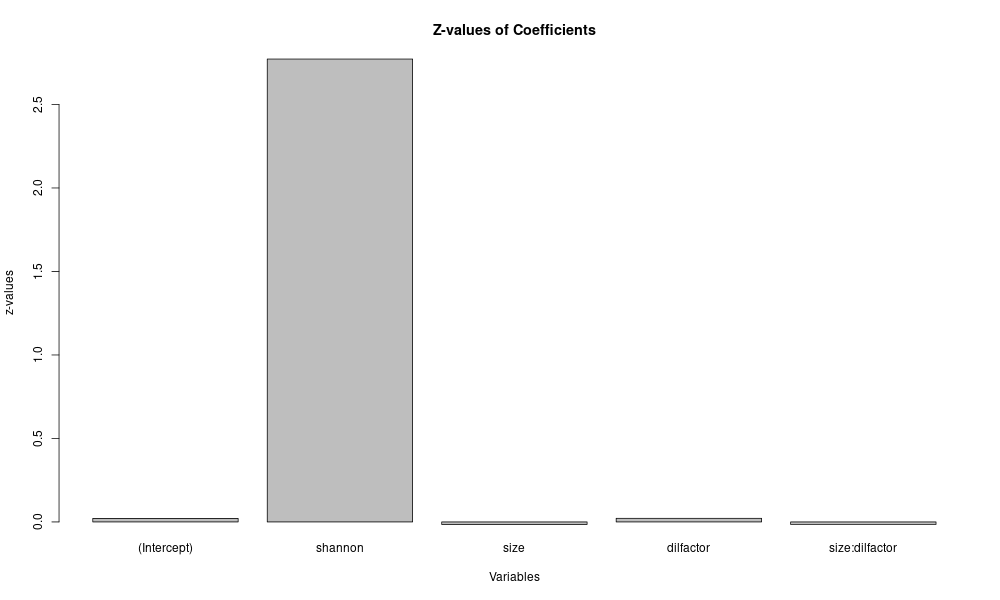 Z-values of Coefficients
z-values
2.5
2.0
1.5
1.0
0.5
0.0
(Intercept) shannon size dilfactor size:dilfactor
Variables